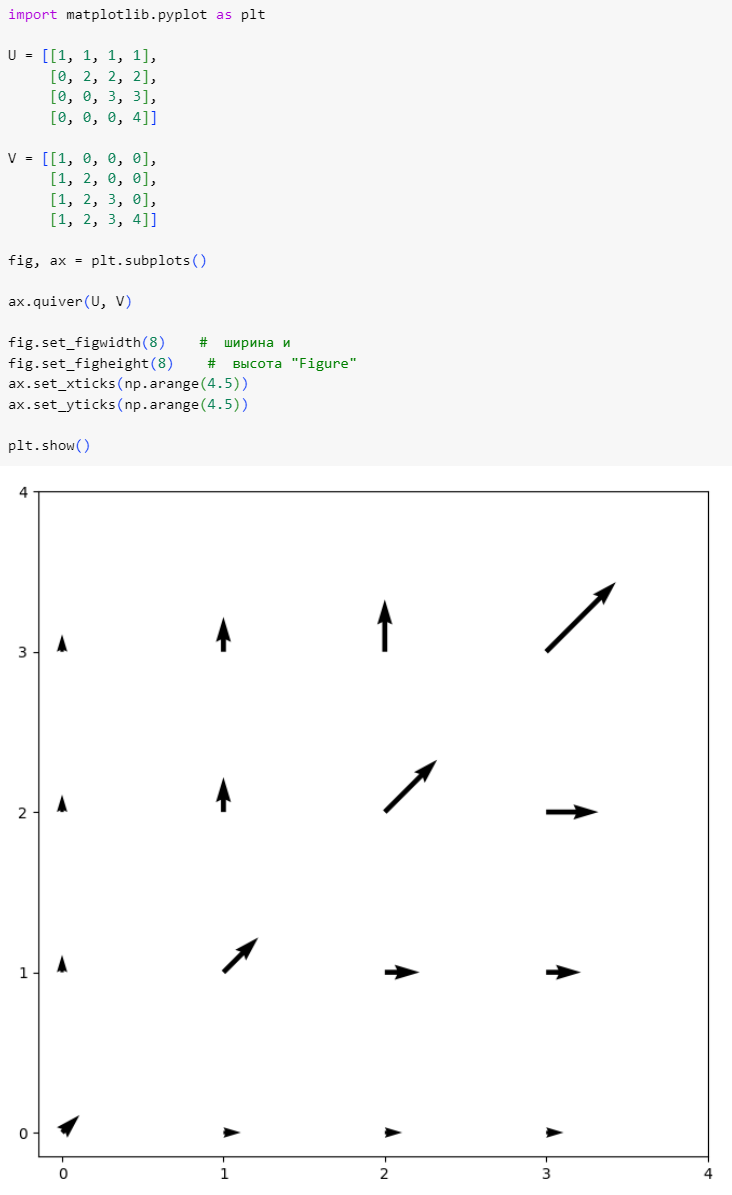 import matplotlib.pyplot as plt
U = [[1, 1, 1, 1],
     [0, 2, 2, 2],
     [0, 0, 3, 3],
     [0, 0, 0, 4]]
V = [[1, 0, 0, 0],
     [1, 2, 0, 0],
     [1, 2, 3, 0],
     [1, 2, 3, 4]]
fig, ax = plt.subplots()
ax.quiver(U, V)
fig.set_figwidth(8)    #  ширина и
fig.set_figheight(8)    #  высота "Figure"
ax.set_xticks(np.arange(4.5))
ax.set_yticks(np.arange(4.5))
plt.show()
4
3
2
1
0
0 1 2 3 4